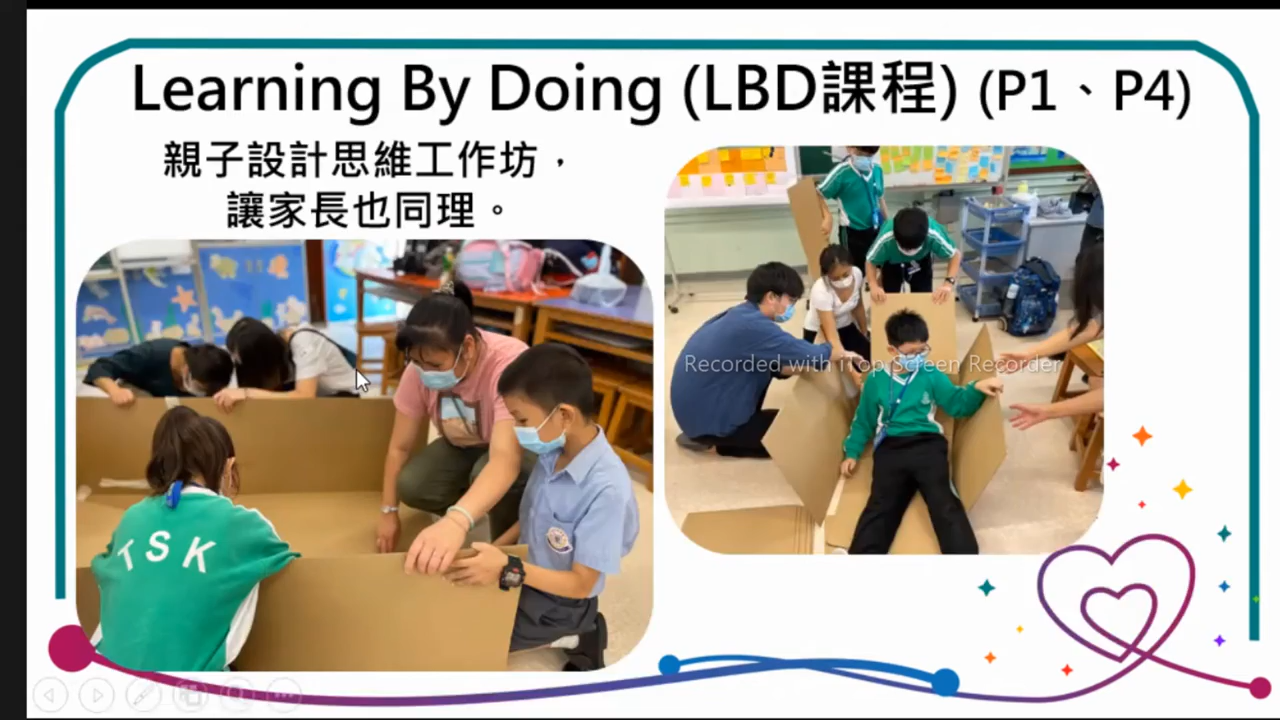 Learning By Doing (LBD課程) (P1、P4)
親子設計思維工作坊，
讓家長也同理。
Recorded with iTop Screen Recorder
TSK